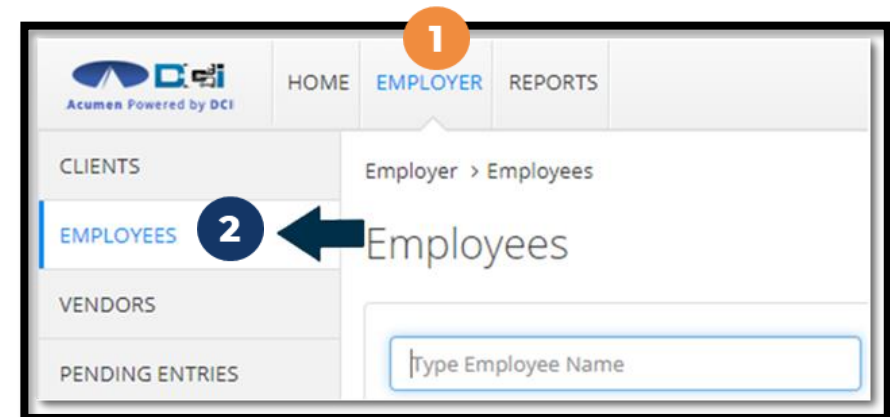 1
DCi
HOME EMPLOYER REPORTS
Acumen Powered by DCI
CLIENTS
Employer > Employees
EMPLOYEES 2
Employees
VENDORS
Type Employee Name
PENDING ENTRIES